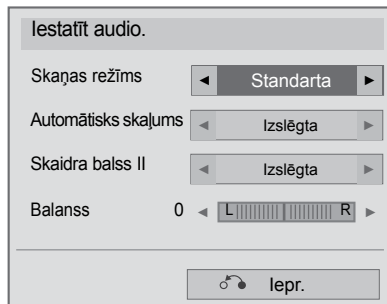 Iestatīt audio.
Skaņas režīms ◄ Standarta ►
Automātisks skaļums ◄ Izslēgta ►
Skaidra balss II ◄ Izslēgta ►
Balanss 0 ◄ L R ►
Iepr.